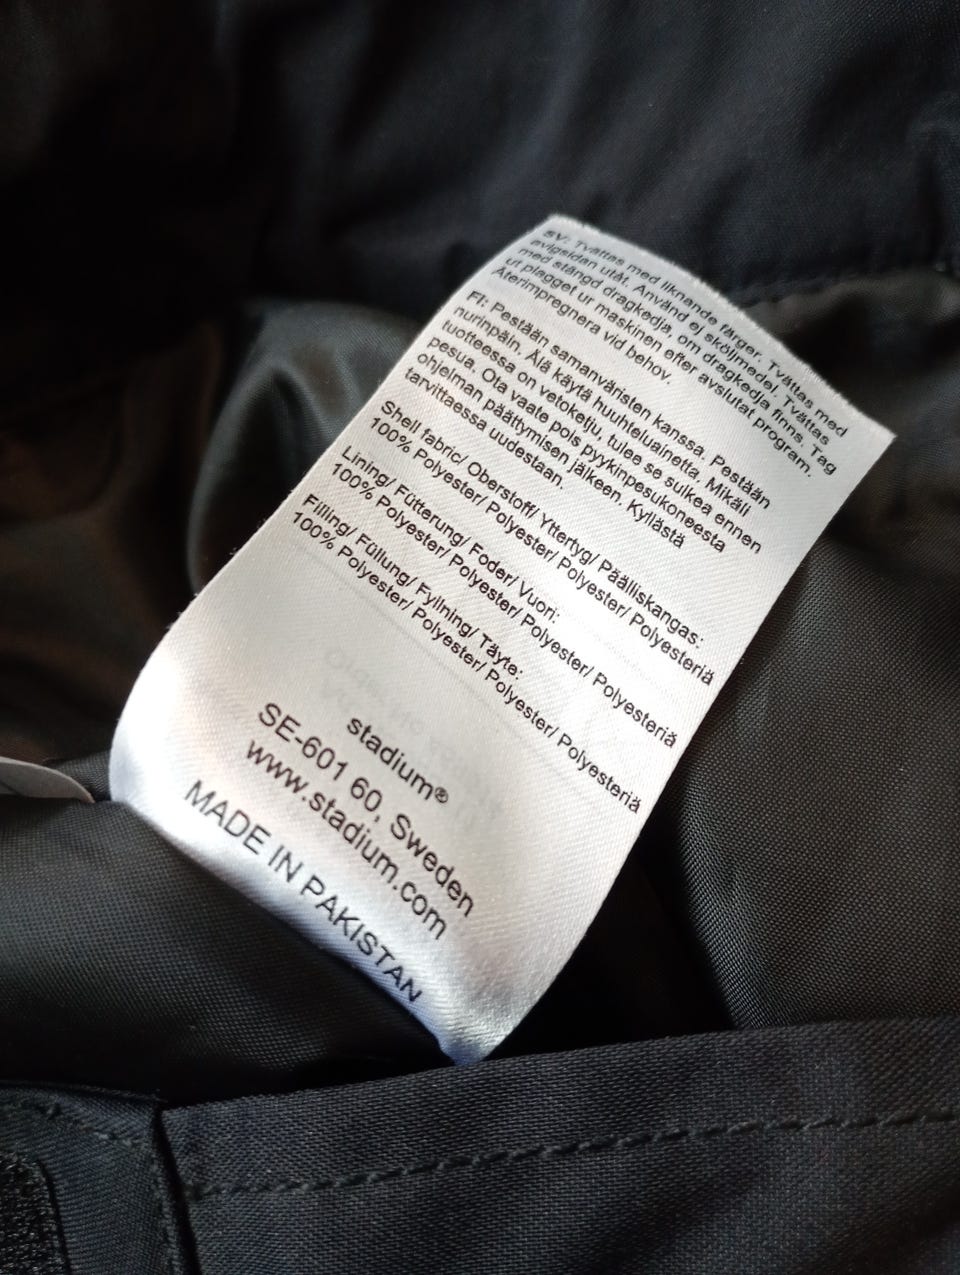 SV: Tvättas med liknande färger. Tvättas med
avigsidan utåt. Använd ej sköljmedel. Tvättas
med stängd dragkedja, om dragkedja finns. Tag
ut plagget ur maskinen efter avslutat program.
Återimpregnera vid behov.
FI: Pestään samanväristen kanssa. Pestään
nurinpäin. Älä käytä huuhteluainetta. Mikäli
tuotteessa on vetoketju, tulee se sulkea ennen
pesua. Ota vaate pois pyykinpesukoneesta
ohjelman päättymisen jälkeen. Kyllästä
tarvittaessa uudestaan.
Shell fabric/ Oberstoff/ Yttertyg/ Päälliskangas:
100% Polyester/ Polyester/ Polyester/ Polyesteriä
Lining/ Fütterung/ Foder/ Vuori:
100% Polyester/ Polyester/ Polyester/ Polyesteriä
Filling/ Füllung/ Fyllning/ Täyte:
100% Polyester/ Polyester/ Polyester/ Polyesteriä
stadium®
SE-601 60, Sweden
www.stadium.com
MADE IN PAKISTAN